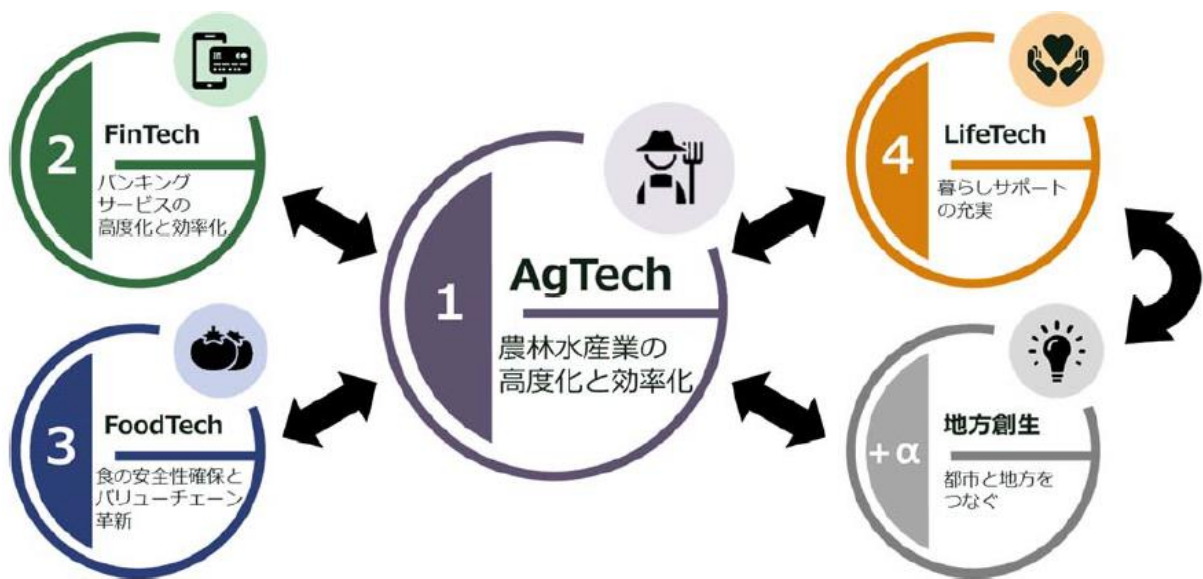 1
AgTech
農林水産業の
高度化と効率化
2
FinTech
バンキング
サービスの
高度化と効率化
3
FoodTech
食の安全性確保と
バリューチェーン
革新
4
LifeTech
暮らしサポート
の充実
+α
地方創生
都市と地方を
つなぐ